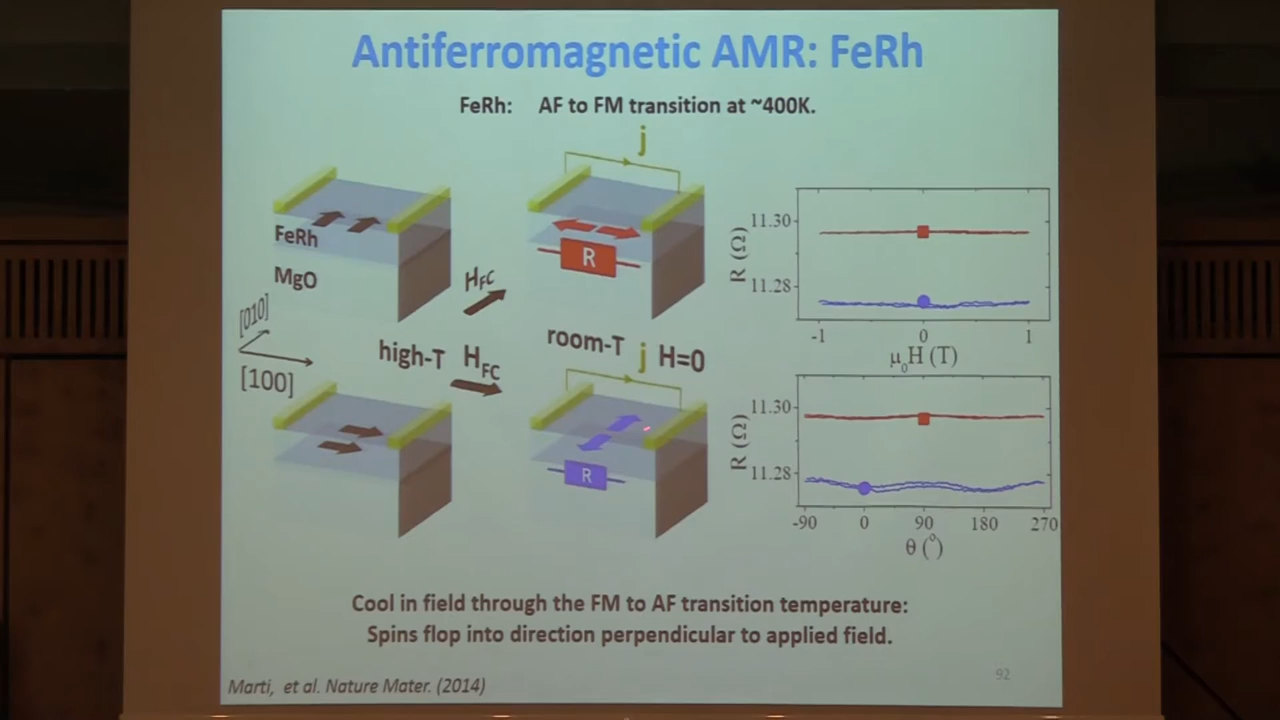 Antiferromagnetic AMR: FeRh
FeRh: AF to FM transition at ~400K.
j
FeRh
MgO
[010]
[100]
H_FC
R
high-T H_FC
room-T j H=0
R
R (Ω)
11.30
11.28
-1 0 1
μ₀H (T)
R (Ω)
11.30
11.28
-90 0 90 180 270
θ (°)
Cool in field through the FM to AF transition temperature:
Spins flop into direction perpendicular to applied field.
92
Marti, et al. Nature Mater. (2014)